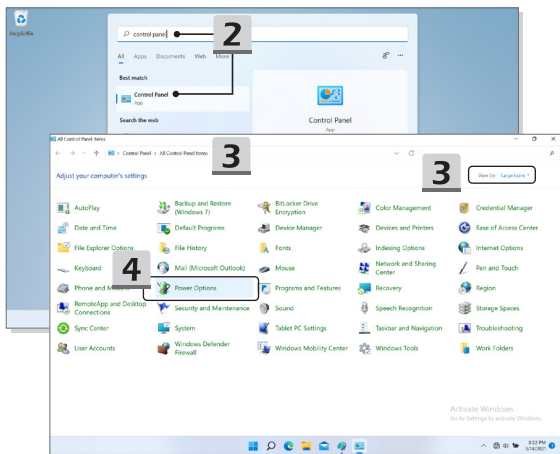 Recycle Bin
control panel
2
All Apps Documents Web More
Best match
Control Panel
App
Search the web
Control Panel
App
All Control Panel Items
Control Panel > All Control Panel Items
3
3
Adjust your computer's settings
View by: Large icons
AutoPlay
Backup and Restore
(Windows 7)
BitLocker Drive
Encryption
Color Management
Credential Manager
Date and Time
Default Programs
Device Manager
Devices and Printers
Ease of Access Center
File Explorer Options
File History
Fonts
Indexing Options
Internet Options
Keyboard
Mail (Microsoft Outlook)
Mouse
Network and Sharing
Center
Pen and Touch
4
Phone and
Power Options
Programs and Features
Recovery
Region
RemoteApp and Desktop
Connections
Security and Maintenance
Sound
Speech Recognition
Storage Spaces
Sync Center
System
Tablet PC Settings
Taskbar and Navigation
Troubleshooting
User Accounts
Windows Defender
Firewall
Windows Mobility Center
Windows Tools
Work Folders
Activate Windows
Go to Settings to activate Windows.
8:22 PM
9/14/2021